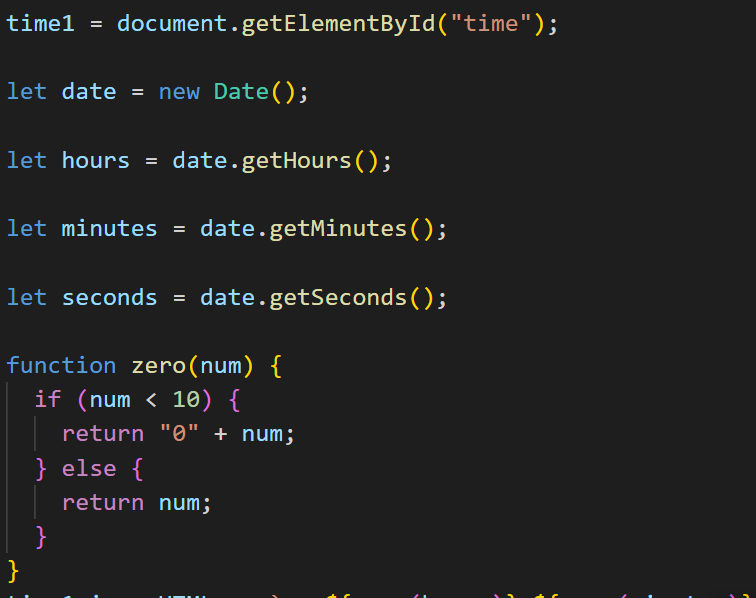 time1 = document.getElementById("time");
let date = new Date();
let hours = date.getHours();
let minutes = date.getMinutes();
let seconds = date.getSeconds();
function zero(num) {
if (num < 10) {
return "0" + num;
} else {
return num;
}
}